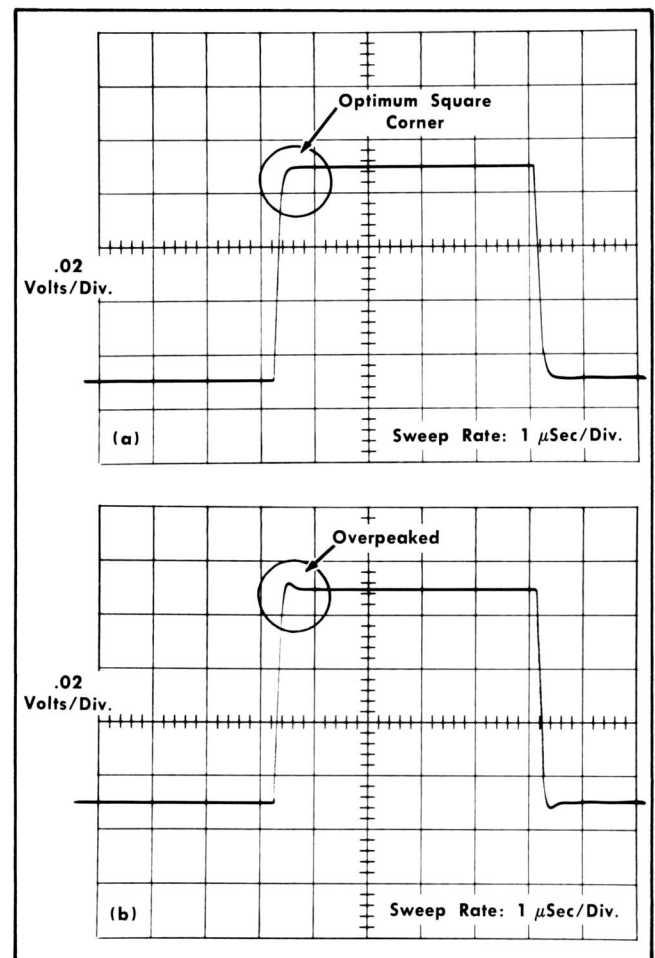 Optimum Square
Corner
.02
Volts/Div.
(a)
Sweep Rate: 1 μSec/Div.
Overpeaked
.02
Volts/Div.
(b)
Sweep Rate: 1 μSec/Div.